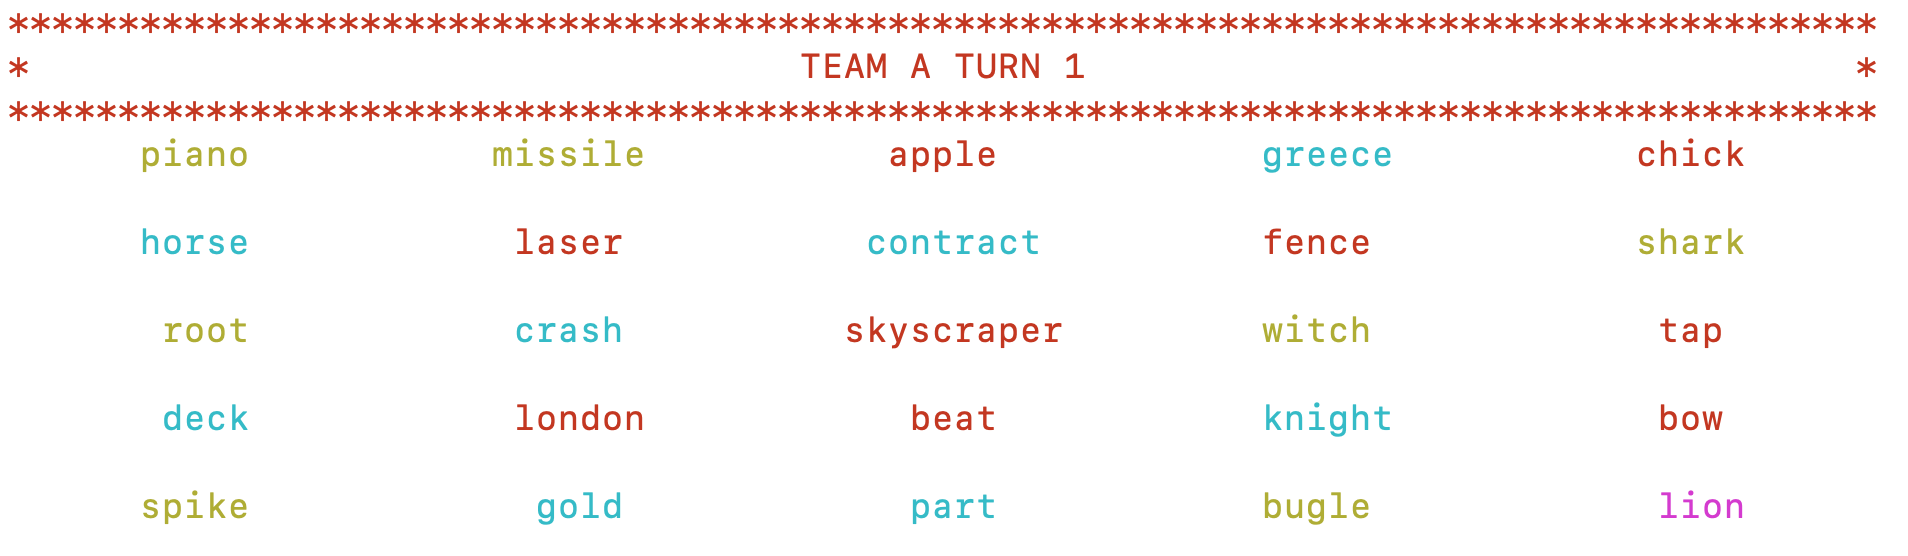 *************************************************************************************
* TEAM A TURN 1 *
*************************************************************************************
piano missile apple greece chick
horse laser contract fence shark
root crash skyscraper witch tap
deck london beat knight bow
spike gold part bugle lion